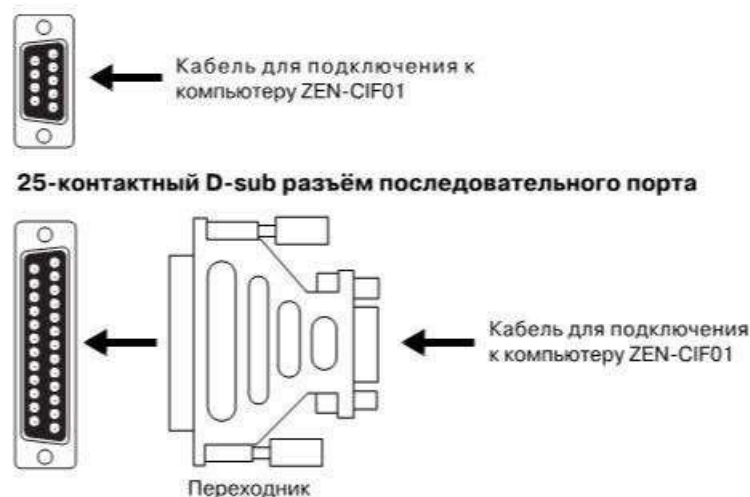 Кабель для подключения к
компьютеру ZEN-CIF01
25-контактный D-sub разъём последовательного порта
Кабель для подключения
к компьютеру ZEN-CIF01
Переходник